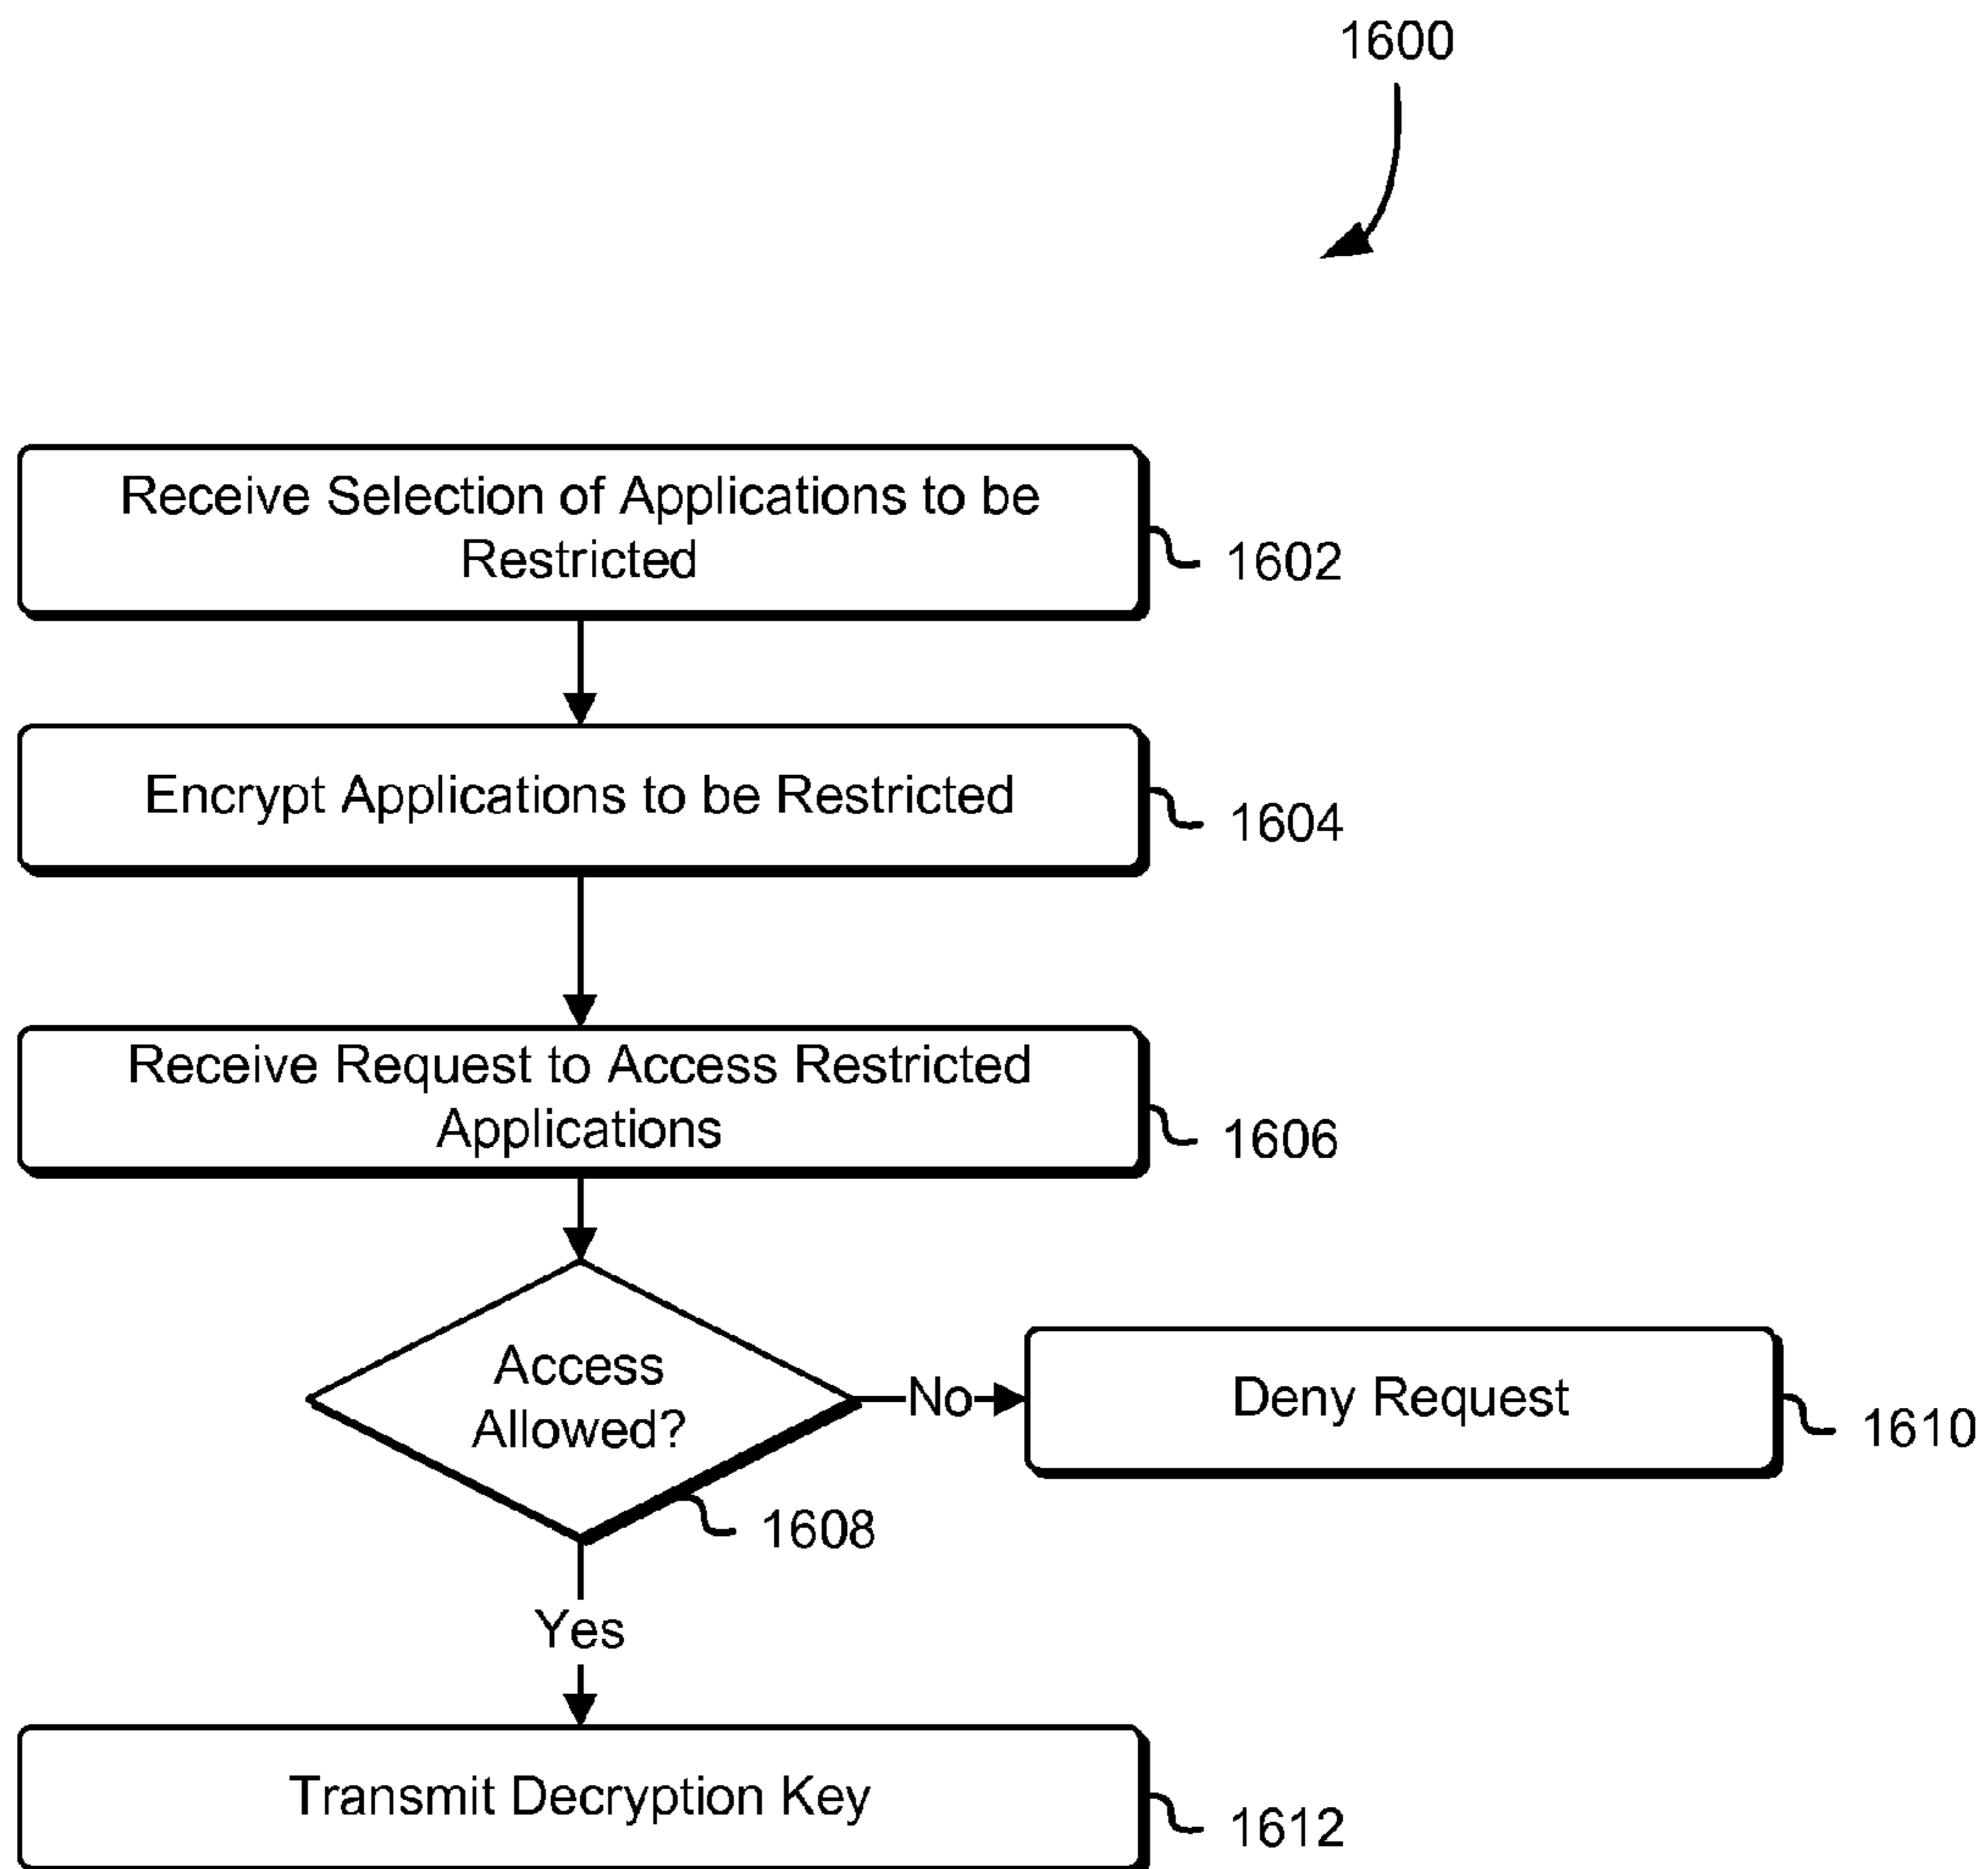 1600
Receive Selection of Applications to be
Restricted
1602
Encrypt Applications to be Restricted
1604
Receive Request to Access Restricted
Applications
1606
Access
Allowed?
No
Deny Request
1610
1608
Yes
Transmit Decryption Key
1612